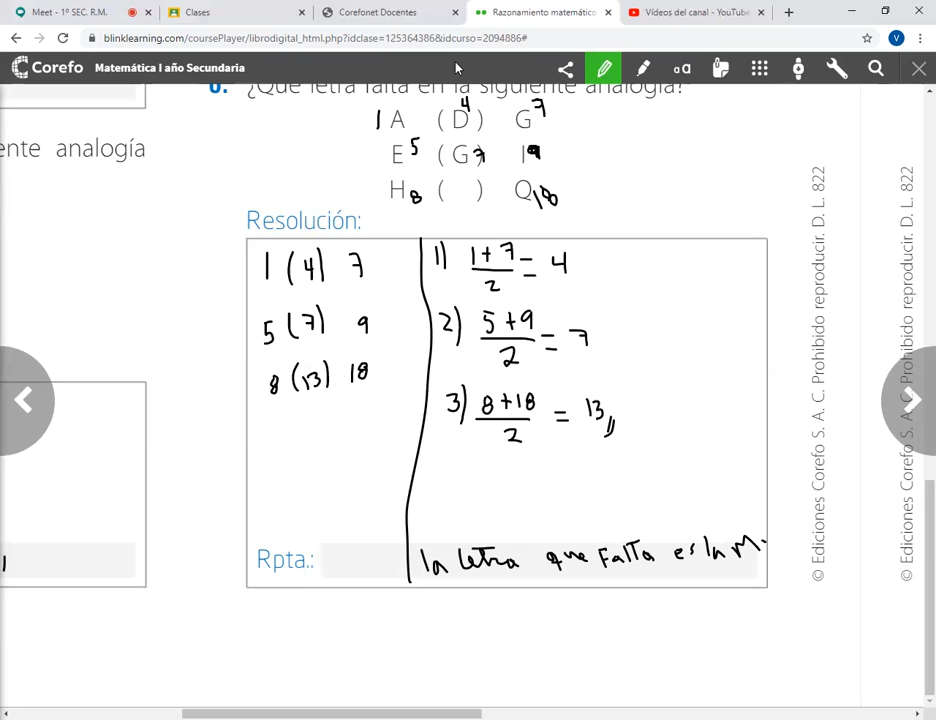 Meet - 1º SEC. R.M.
Clases
Corefonet Docentes
Razonamiento matemático
Vídeos del canal - YouTube
blinklearning.com/coursePlayer/librodigital_html.php?idclase=125364386&idcurso=2094886#
V
Corefo
Matemática I año Secundaria
aα
6. ¿Qué letra falta en la siguiente analogía?
1 A ( D 4 ) G 7
ente analogía
E 5 ( G 7 ) I 9
H 8 ( ) Q 18
Resolución:
1 (4) 7
1) 1 + 7 / 2 = 4
5 (7) 9
2) 5 + 9 / 2 = 7
8 (13) 18
3) 8 + 18 / 2 = 13
Rpta.: la letra que Falta es la M.
© Ediciones Corefo S. A. C. Prohibido reproducir. D. L. 822
© Ediciones Corefo S. A. C. Prohibido reproducir. D. L. 822